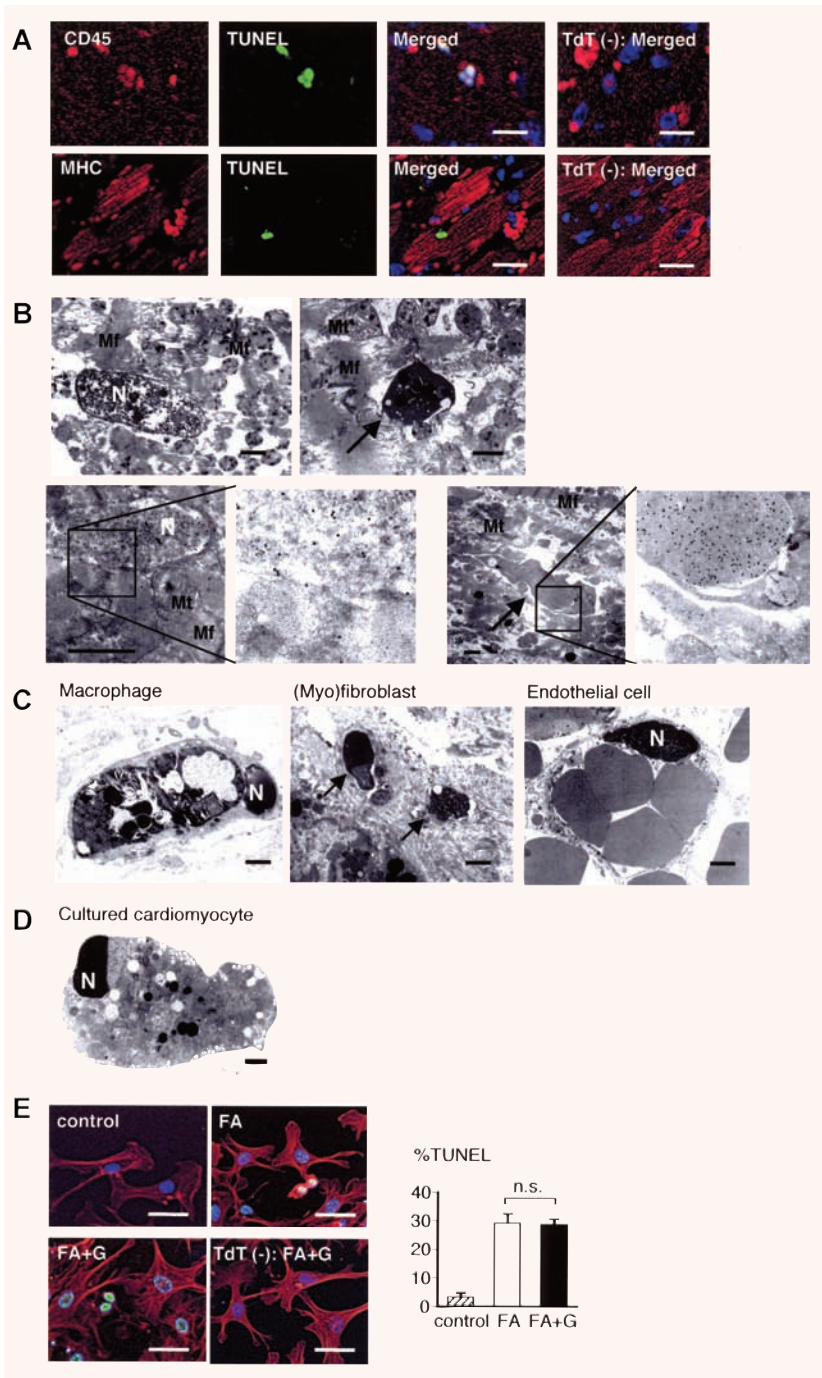 A
CD45 TUNEL Merged TdT (-): Merged
MHC TUNEL Merged TdT (-): Merged
B
Mf Mf N Mt Mf
N Mt Mf Mt Mf
C
Macrophage (Myo)fibroblast Endothelial cell
N N
D
Cultured cardiomyocyte
N
E
control FA
FA+G TdT (-): FA+G
%TUNEL
n.s.
40
30
20
10
0
control FA FA+G